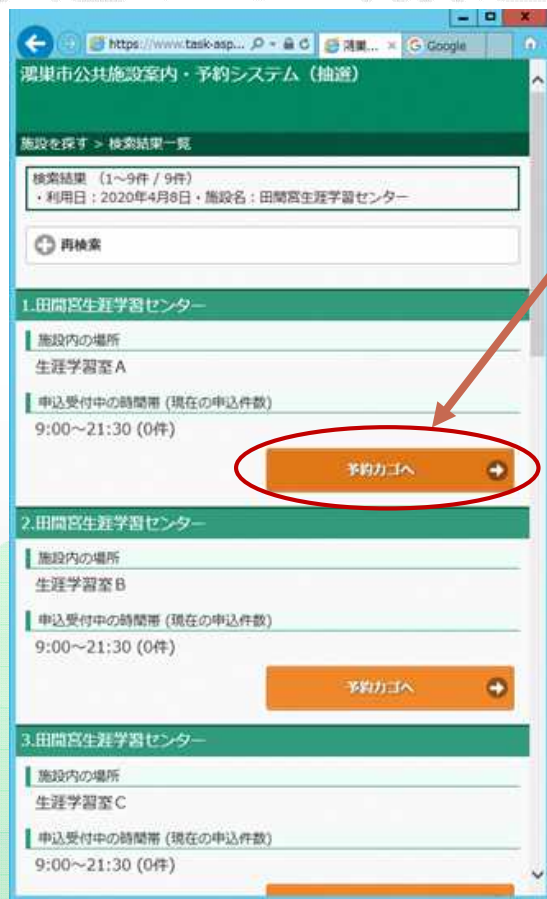 https://www.task-asp...
鴻巣...
Google
鴻巣市公共施設案内・予約システム（抽選）
施設を探す > 検索結果一覧
検索結果 （1～9件 / 9件）
・利用日：2020年4月8日・施設名：田間宮生涯学習センター
再検索
1.田間宮生涯学習センター
施設内の場所
生涯学習室A
申込受付中の時間帯 (現在の申込件数)
9:00～21:30 (0件)
予約カゴへ
2.田間宮生涯学習センター
施設内の場所
生涯学習室B
申込受付中の時間帯 (現在の申込件数)
9:00～21:30 (0件)
予約カゴへ
3.田間宮生涯学習センター
施設内の場所
生涯学習室C
申込受付中の時間帯 (現在の申込件数)
9:00～21:30 (0件)